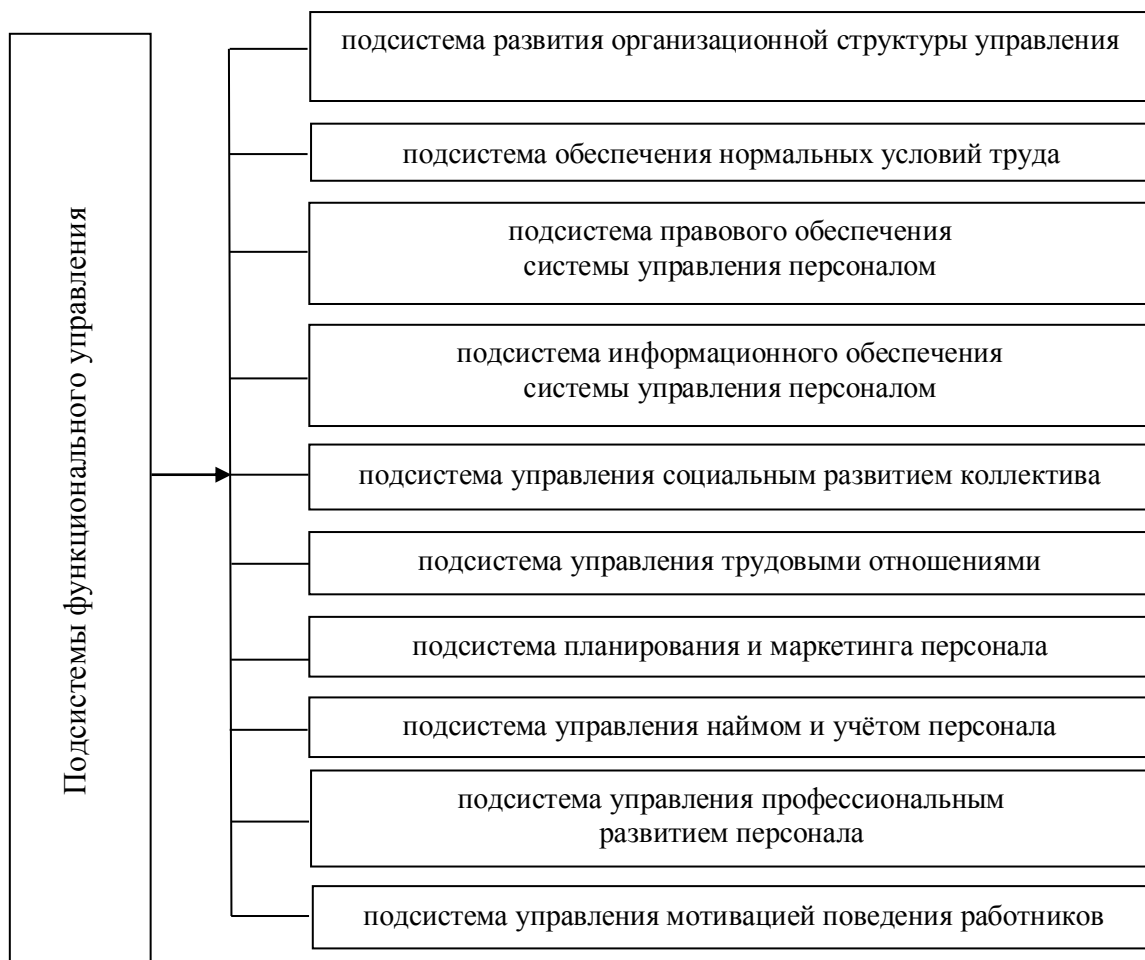 Подсистемы функционального управления
подсистема развития организационной структуры управления
подсистема обеспечения нормальных условий труда
подсистема правового обеспечения
системы управления персоналом
подсистема информационного обеспечения
системы управления персоналом
подсистема управления социальным развитием коллектива
подсистема управления трудовыми отношениями
подсистема планирования и маркетинга персонала
подсистема управления наймом и учётом персонала
подсистема управления профессиональным
развитием персонала
подсистема управления мотивацией поведения работников